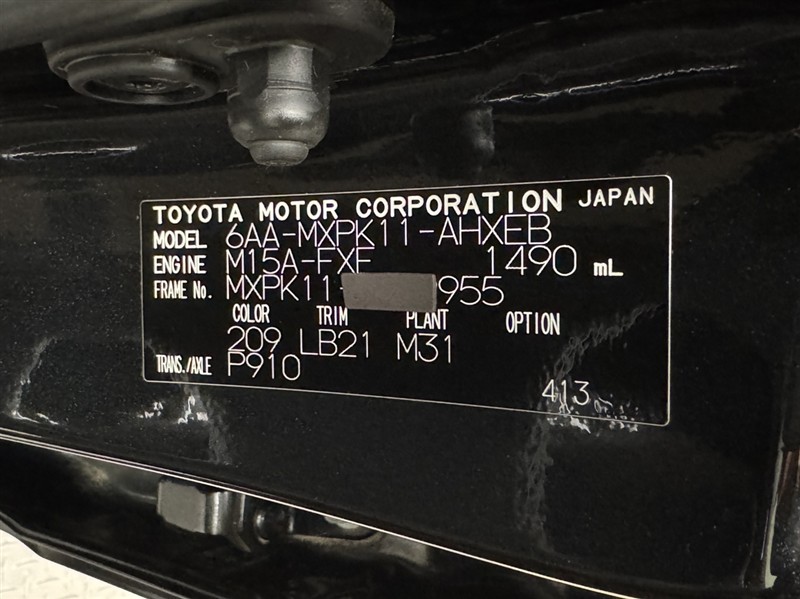 TOYOTA MOTOR CORPORATION JAPAN
MODEL 6AA-MXPK11-AHXEB
ENGINE M15A-FXE 1490 mL
FRAME No. MXPK11- 955
COLOR TRIM PLANT OPTION
209 LB21 M31
TRANS./AXLE P910
413